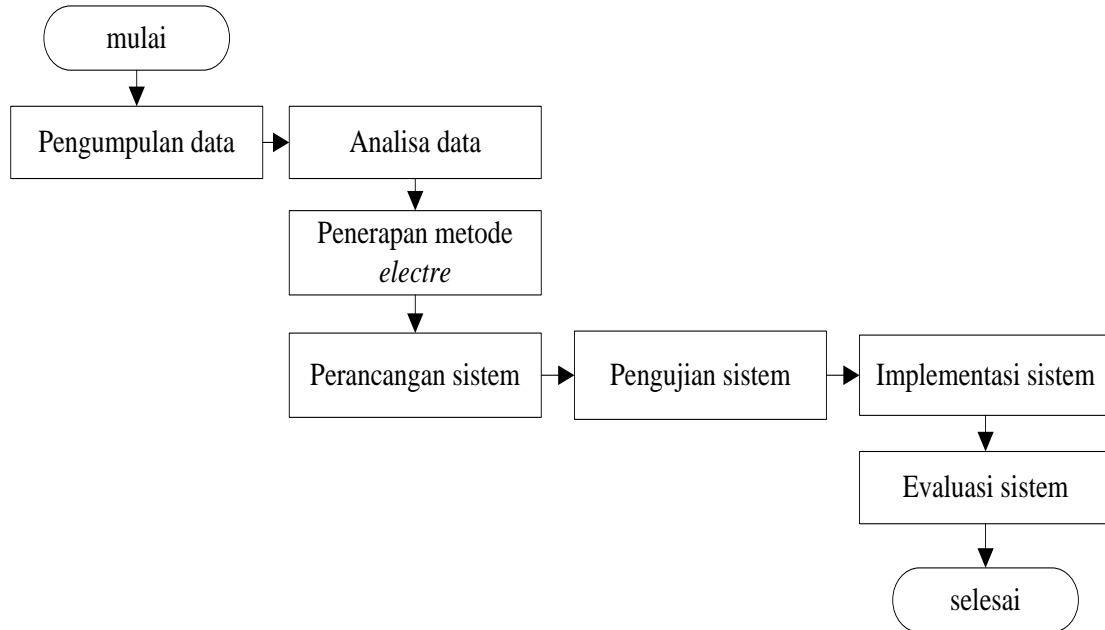 mulai
Pengumpulan data
Analisa data
Penerapan metode
electre
Perancangan sistem
Pengujian sistem
Implementasi sistem
Evaluasi sistem
selesai